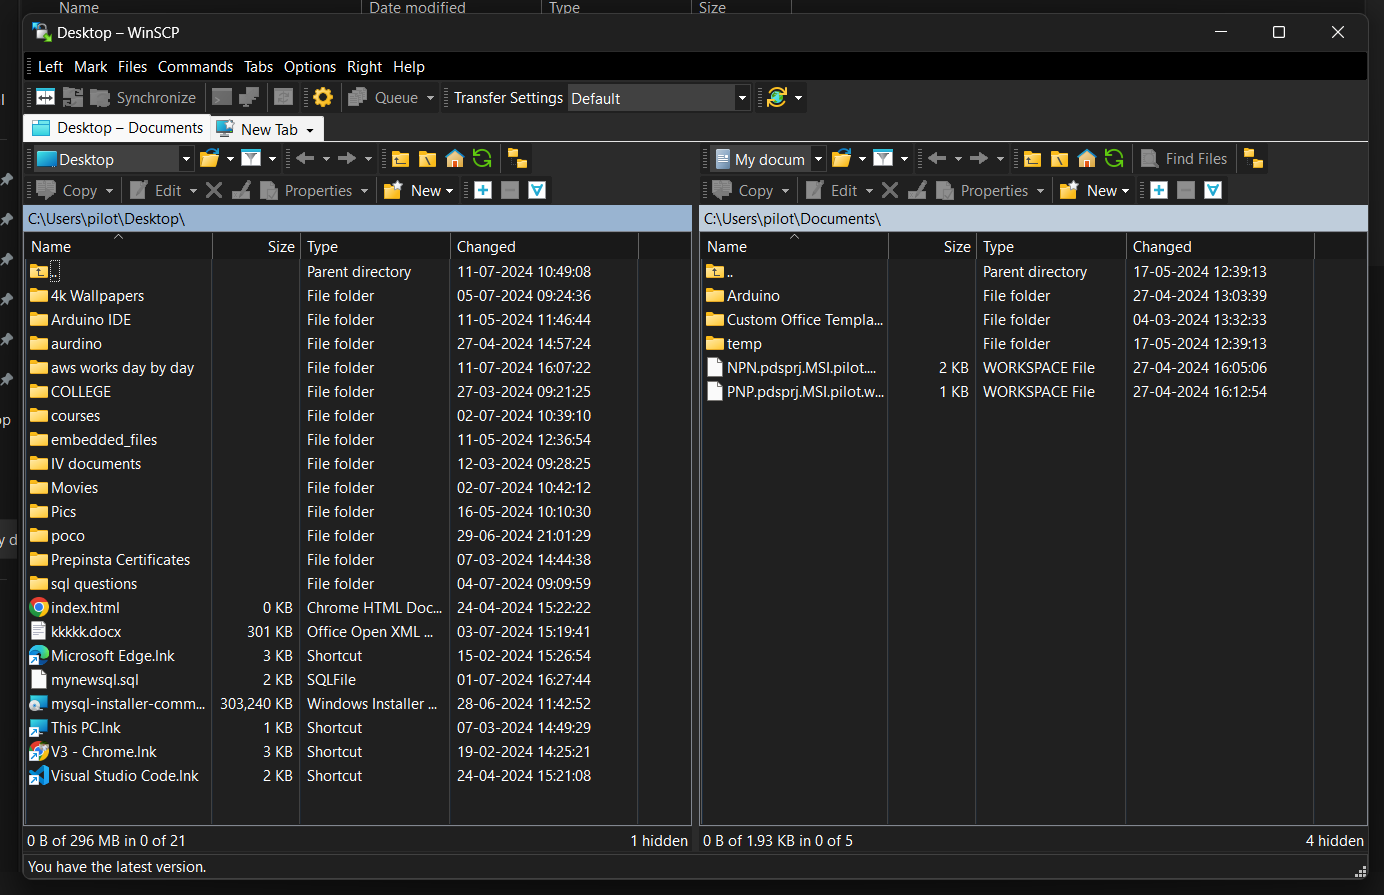 Name Date modified Type Size
Desktop – WinSCP
Left Mark Files Commands Tabs Options Right Help
Synchronize Queue Transfer Settings Default
Desktop – Documents New Tab
Desktop My docum Find Files
Copy Edit Properties New Copy Edit Properties New
C:\Users\pilot\Desktop\ C:\Users\pilot\Documents\
Name Size Type Changed Name Size Type Changed
.. Parent directory 11-07-2024 10:49:08 .. Parent directory 17-05-2024 12:39:13
4k Wallpapers File folder 05-07-2024 09:24:36 Arduino File folder 27-04-2024 13:03:39
Arduino IDE File folder 11-05-2024 11:46:44 Custom Office Templa... File folder 04-03-2024 13:32:33
aurdino File folder 27-04-2024 14:57:24 temp File folder 17-05-2024 12:39:13
aws works day by day File folder 11-07-2024 16:07:22 NPN.pdsprj.MSI.pilot.... 2 KB WORKSPACE File 27-04-2024 16:05:06
COLLEGE File folder 27-03-2024 09:21:25 PNP.pdsprj.MSI.pilot.w... 1 KB WORKSPACE File 27-04-2024 16:12:54
courses File folder 02-07-2024 10:39:10
embedded_files File folder 11-05-2024 12:36:54
IV documents File folder 12-03-2024 09:28:25
Movies File folder 02-07-2024 10:42:12
Pics File folder 16-05-2024 10:10:30
poco File folder 29-06-2024 21:01:29
Prepinsta Certificates File folder 07-03-2024 14:44:38
sql questions File folder 04-07-2024 09:09:59
index.html 0 KB Chrome HTML Doc... 24-04-2024 15:22:22
kkkkk.docx 301 KB Office Open XML ... 03-07-2024 15:19:41
Microsoft Edge.lnk 3 KB Shortcut 15-02-2024 15:26:54
mynewsql.sql 2 KB SQLFile 01-07-2024 16:27:44
mysql-installer-comm... 303,240 KB Windows Installer ... 28-06-2024 11:42:52
This PC.lnk 1 KB Shortcut 07-03-2024 14:49:29
V3 - Chrome.lnk 3 KB Shortcut 19-02-2024 14:25:21
Visual Studio Code.lnk 2 KB Shortcut 24-04-2024 15:21:08
0 B of 296 MB in 0 of 21 1 hidden 0 B of 1.93 KB in 0 of 5 4 hidden
You have the latest version.